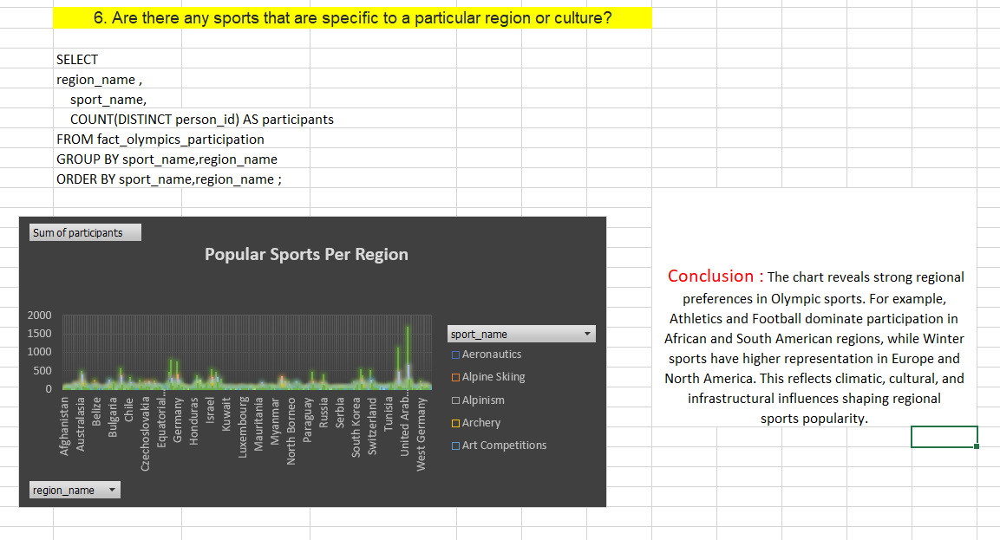 6. Are there any sports that are specific to a particular region or culture?
SELECT
region_name ,
sport_name,
COUNT(DISTINCT person_id) AS participants
FROM fact_olympics_participation
GROUP BY sport_name,region_name
ORDER BY sport_name,region_name ;
Sum of participants
Popular Sports Per Region
2000
1500
1000
500
0
Afghanistan
Australasia
Belize
Bulgaria
Chile
Czechoslovakia
Equatorial...
Germany
Honduras
Israel
Kuwait
Luxembourg
Mauritania
Myanmar
North Borneo
Paraguay
Russia
Serbia
South Korea
Switzerland
Tunisia
United Arab...
West Germany
sport_name
Aeronautics
Alpine Skiing
Alpinism
Archery
Art Competitions
region_name
Conclusion : The chart reveals strong regional
preferences in Olympic sports. For example,
Athletics and Football dominate participation in
African and South American regions, while Winter
sports have higher representation in Europe and
North America. This reflects climatic, cultural, and
infrastructural influences shaping regional
sports popularity.